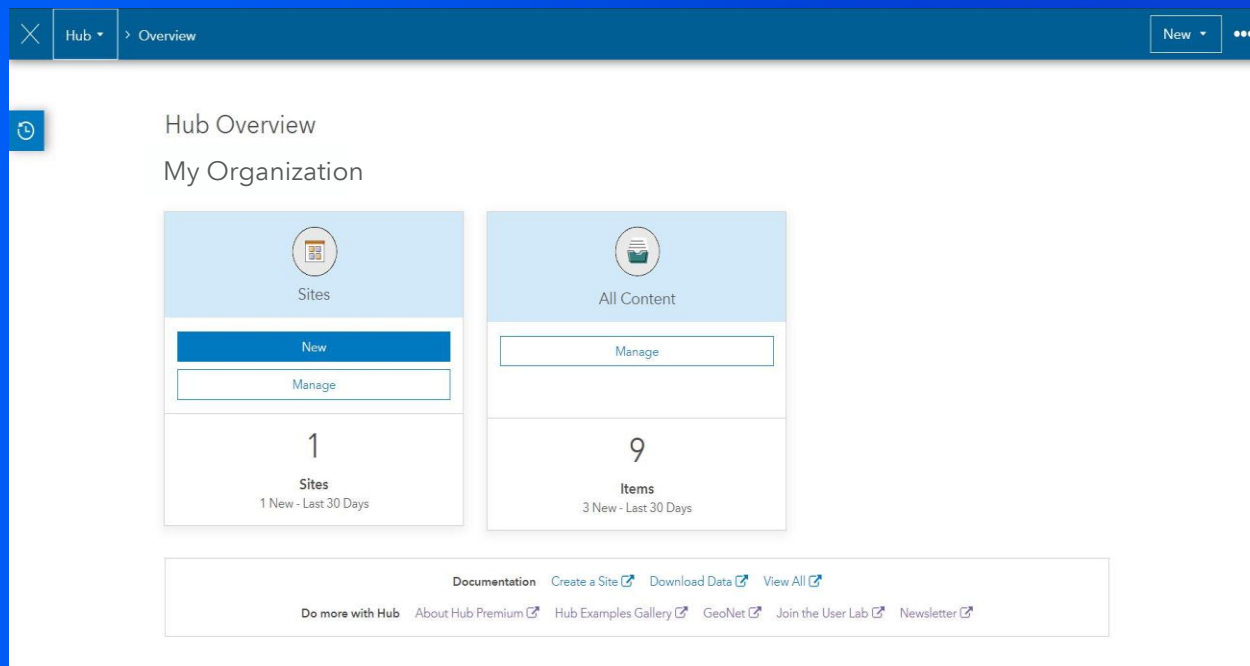 Hub > Overview New
Hub Overview
My Organization
Sites
New
Manage
1
Sites
1 New - Last 30 Days
All Content
Manage
9
Items
3 New - Last 30 Days
Documentation Create a Site Download Data View All
Do more with Hub About Hub Premium Hub Examples Gallery GeoNet Join the User Lab Newsletter